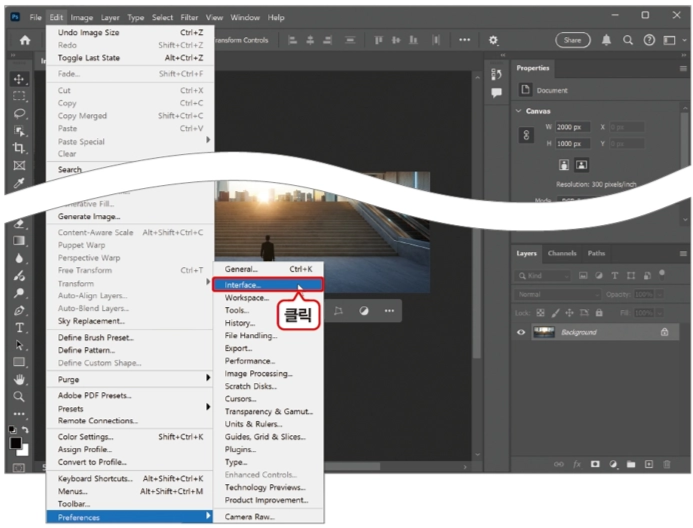 Ps File Edit Image Layer Type Select Filter View Window Help
Share
Undo Image Size Ctrl+Z
Redo Shift+Ctrl+Z
Toggle Last State Alt+Ctrl+Z
Fade... Shift+Ctrl+F
Cut Ctrl+X
Copy Ctrl+C
Copy Merged Shift+Ctrl+C
Paste Ctrl+V
Paste Special
Clear
Search
Generative Fill...
Generate Image...
Content-Aware Scale Alt+Shift+Ctrl+C
Puppet Warp
Perspective Warp
Free Transform Ctrl+T
Transform
Auto-Align Layers...
Auto-Blend Layers...
Sky Replacement...
Define Brush Preset...
Define Pattern...
Define Custom Shape...
Purge
Adobe PDF Presets...
Presets
Remote Connections...
Color Settings... Shift+Ctrl+K
Assign Profile...
Convert to Profile...
Keyboard Shortcuts... Alt+Shift+Ctrl+K
Menus... Alt+Shift+Ctrl+M
Toolbar...
Preferences
General... Ctrl+K
Interface...
클릭
Workspace...
Tools...
History...
File Handling...
Export...
Performance...
Image Processing...
Scratch Disks...
Cursors...
Transparency & Gamut...
Units & Rulers...
Guides, Grid & Slices...
Plugins...
Type...
Enhanced Controls...
Technology Previews...
Product Improvement...
Camera Raw...
Properties
Document
Canvas
W 2000 px X 0 px
H 1000 px Y 0 px
Resolution: 300 pixels/inch
Mode
Layers Channels Paths
Kind
Normal Opacity: 100%
Lock: Fill: 100%
Background